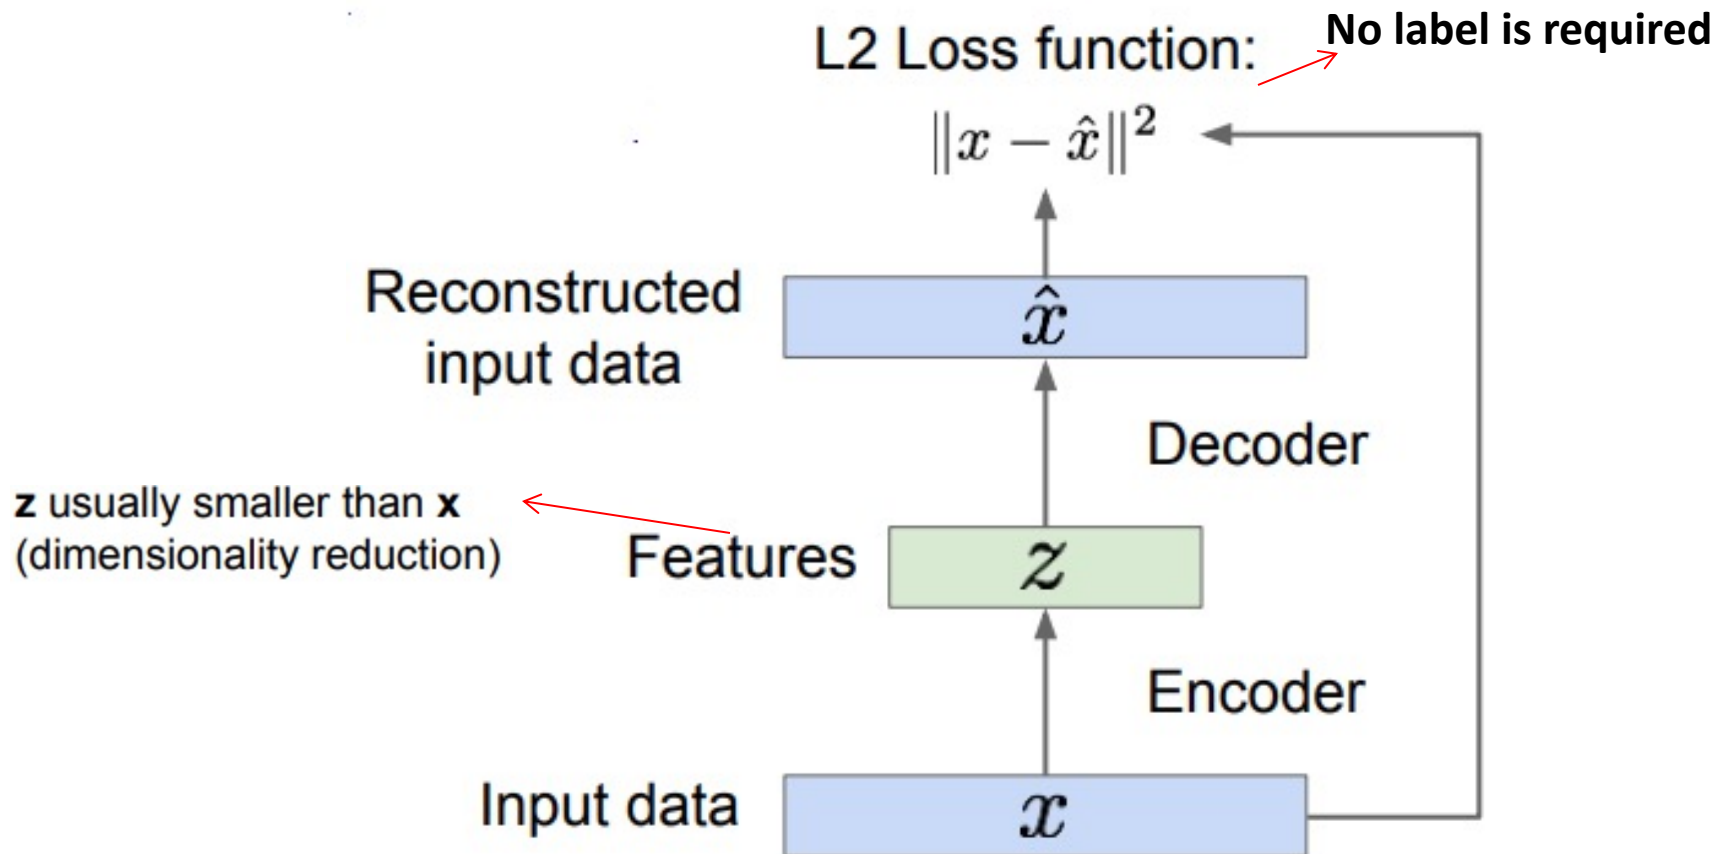 No label is required
L2 Loss function:
‖x − x̂‖²
Reconstructed
input data
x̂
Decoder
z usually smaller than x
(dimensionality reduction)
Features
z
Encoder
Input data
x